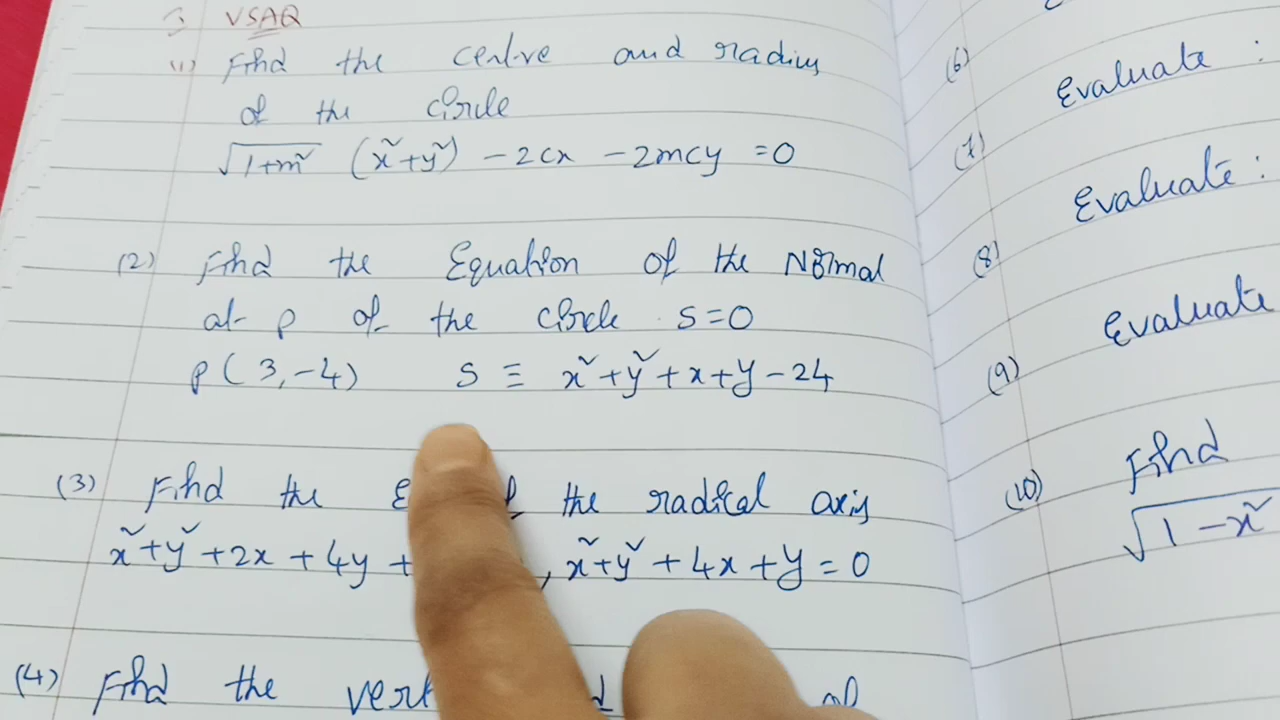 VSAQ
(1) Find the centre and radius
of the circle
√1+m² (x²+y²) -2cx -2mcy =0
(2) Find the Equation of the Normal
at P of the circle S=0
P(3,-4) S ≡ x²+y²+x+y-24
(3) Find the of the radical axis
x²+y²+2x+4y+ , x²+y²+4x+y=0
(4) Find the of
(6) Evaluate :
(7) Evaluate :
(8) Evaluate
(9)
(10) Find
√1-x²